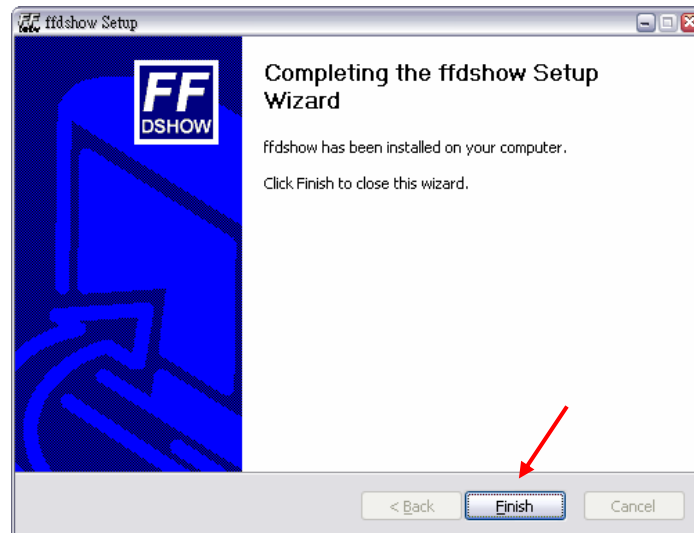 ffdshow Setup
FF
DSHOW
Completing the ffdshow Setup
Wizard
ffdshow has been installed on your computer.
Click Finish to close this wizard.
< Back
Finish
Cancel